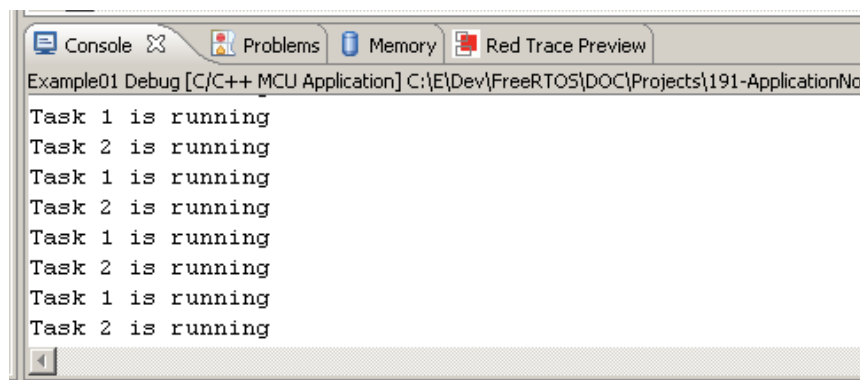 Console Problems Memory Red Trace Preview
Example01 Debug [C/C++ MCU Application] C:\E\Dev\FreeRTOS\DOC\Projects\191-ApplicationNo
Task 1 is running
Task 2 is running
Task 1 is running
Task 2 is running
Task 1 is running
Task 2 is running
Task 1 is running
Task 2 is running